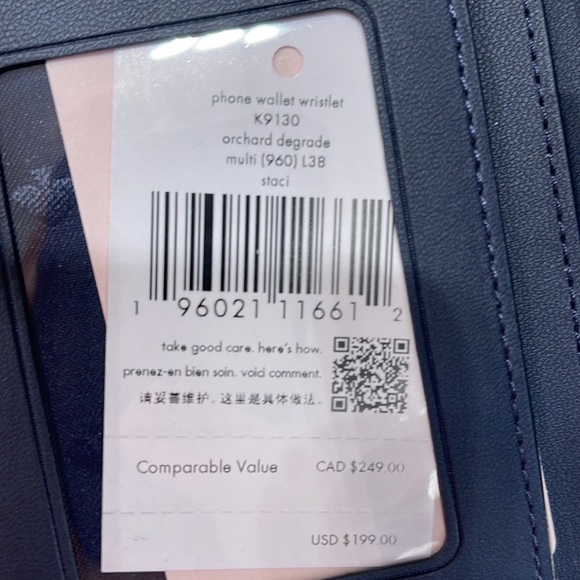 phone wallet wristlet
K9130
orchard degrade
multi (960) L38
staci
1 96021 11661 2
take good care. here's how.
prenez-en bien soin. voici comment.
请妥善维护。这里是具体做法。
Comparable Value CAD $249.00
USD $199.00